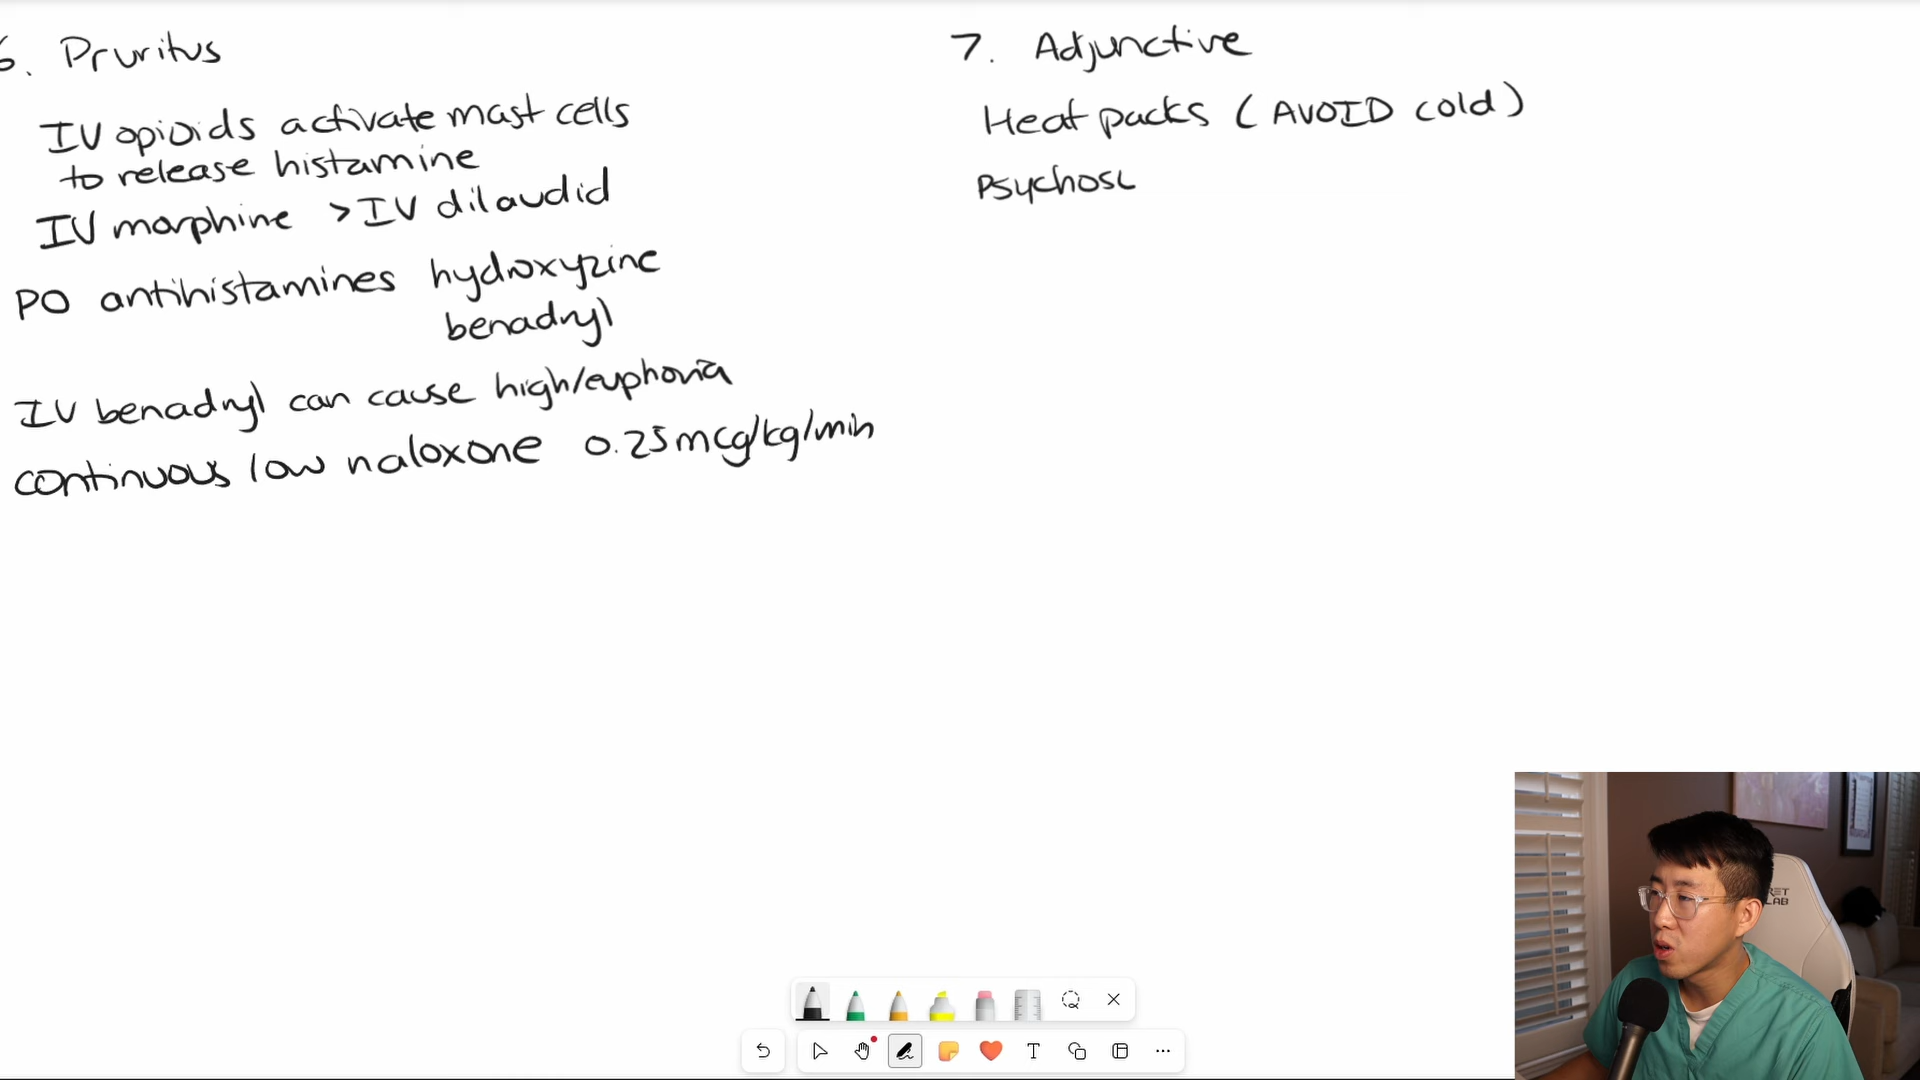 6. Pruritus
IV opioids activate mast cells
to release histamine
IV morphine > IV dilaudid
PO antihistamines hydroxyzine
benadryl
IV benadryl can cause high/euphoria
continuous low naloxone 0.25mcg/kg/min
7. Adjunctive
Heat packs (AVOID cold)
Psychosc
T
RET
LAB